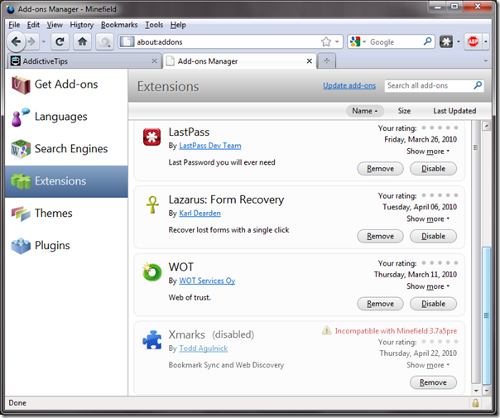 Add-ons Manager - Minefield
File Edit View History Bookmarks Tools Help
about:addons Google ABP
AddictiveTips Add-ons Manager
Get Add-ons
Languages
Search Engines
Extensions
Themes
Plugins
Extensions Update add-ons Search all add-ons
Name Size Last Updated
LastPass Your rating:
By LastPass Dev Team Friday, March 26, 2010
Show more
Last Password you will ever need
Remove Disable
Lazarus: Form Recovery Your rating:
By Karl Dearden Tuesday, April 06, 2010
Show more
Recover lost forms with a single click
Remove Disable
WOT Your rating:
By WOT Services Oy Thursday, March 11, 2010
Show more
Web of trust.
Remove Disable
Xmarks (disabled) Incompatible with Minefield 3.7a5pre
Your rating:
By Todd Agulnick Thursday, April 22, 2010
Show more
Bookmark Sync and Web Discovery
Remove
Done